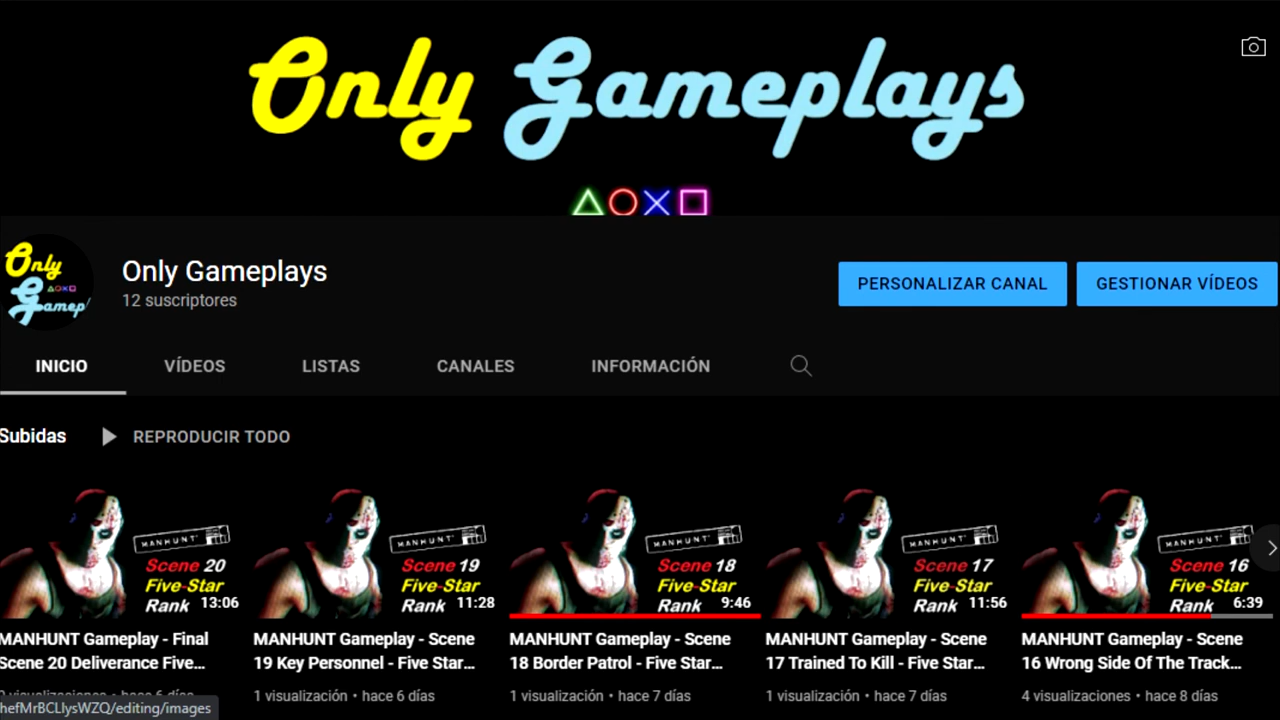 Only Gameplays
Only
Gamep
Only Gameplays
12 suscriptores
PERSONALIZAR CANAL
GESTIONAR VÍDEOS
INICIO
VÍDEOS
LISTAS
CANALES
INFORMACIÓN
Subidas
REPRODUCIR TODO
MANHUNT
Scene 20
Five-Star
Rank
13:06
MANHUNT
Scene 19
Five-Star
Rank
11:28
MANHUNT
Scene 18
Five-Star
Rank
9:46
MANHUNT
Scene 17
Five-Star
Rank
11:56
MANHUNT
Scene 16
Five-Star
Rank
6:39
MANHUNT Gameplay - Final
Scene 20 Deliverance Five...
MANHUNT Gameplay - Scene
19 Key Personnel - Five Star...
1 visualización • hace 6 días
MANHUNT Gameplay - Scene
18 Border Patrol - Five Star...
1 visualización • hace 7 días
MANHUNT Gameplay - Scene
17 Trained To Kill - Five Star...
1 visualización • hace 7 días
MANHUNT Gameplay - Scene
16 Wrong Side Of The Track...
4 visualizaciones • hace 8 días
visualizaciones • hace 6 días
hefMrBCLIysWZQ/editing/images